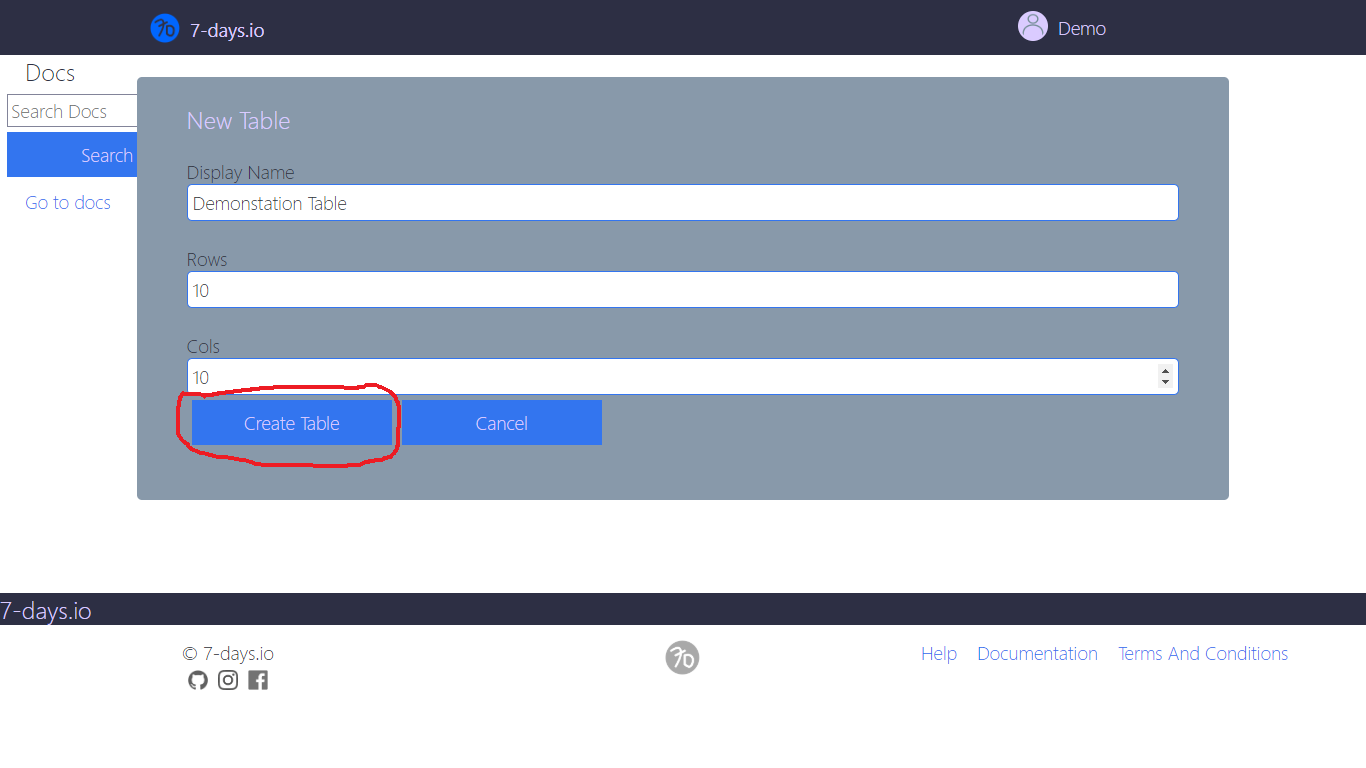 7-days.io
Demo
Docs
Search Docs
Search
Go to docs
New Table
Display Name
Demonstation Table
Rows
10
Cols
10
Create Table Cancel
7-days.io
© 7-days.io
7D
Help Documentation Terms And Conditions